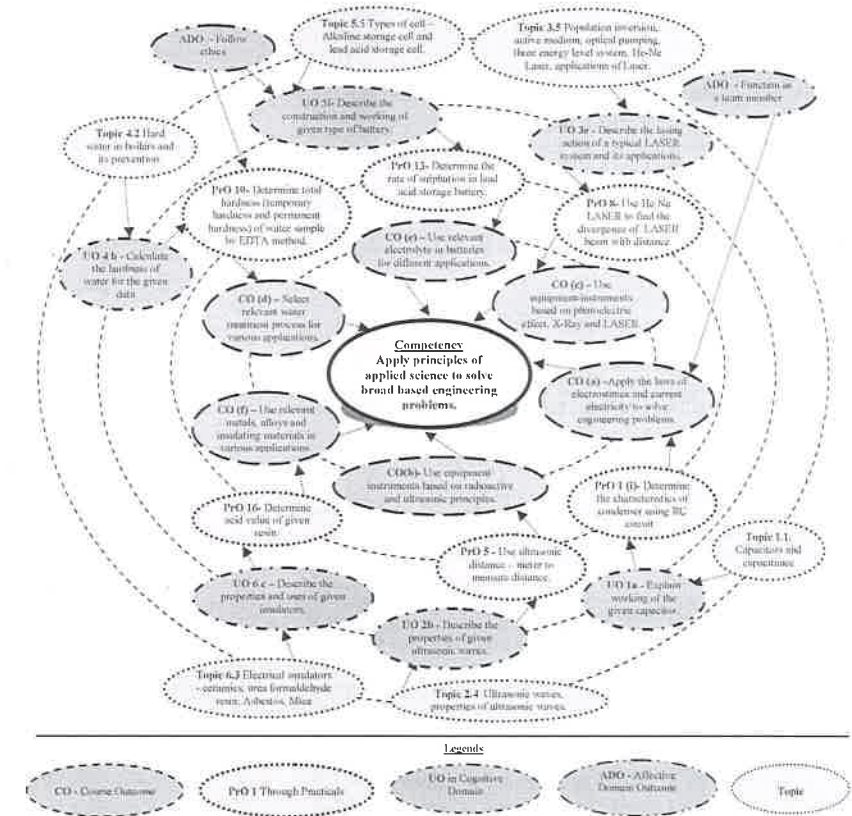 Topic 5.5 Types of cell –
Alkaline storage cell and
lead acid storage cell.
Topic 3.5 Population inversion,
active medium, optical pumping,
three energy level system, He-Ne
Laser, applications of Laser.
ADO - Follow
ethics
ADO - Function as
a team member
UO 5f- Describe the
construction and working of
given type of battery.
UO 3e - Describe the lasing
action of a typical LASER
system and its applications.
Topic 4.2 Hard
water in boilers and
its prevention
PrO 13- Determine the
rate of sulphation in lead
acid storage battery.
PrO 10- Determine total
hardness (temporary
hardness and permanent
hardness) of water sample
by EDTA method.
PrO 8- Use He Ne
LASER to find the
divergence of LASER
beam with distance
UO 4 b - Calculate
the hardness of
water for the given
data
CO (e) – Use relevant
electrolyte in batteries
for different applications.
CO (d) – Select
relevant water
treatment process for
various applications.
CO (c) – Use
equipment/instruments
based on photoelectric
effect, X-Ray and LASER.
Competency
Apply principles of
applied science to solve
broad based engineering
problems.
CO (a) –Apply the laws of
electrostatics and current
electricity to solve
engineering problems.
CO (f) – Use relevant
metals, alloys and
insulating materials in
various applications.
CO(b)- Use equipment
instruments based on radioactive
and ultrasonic principles.
PrO 1 (i)- Determine
the characteristics of
condenser using RC
circuit
PrO 16- Determine
acid value of given
resin.
PrO 5 - Use ultrasonic
distance – meter to
measure distance.
Topic 1.1.
Capacitors and
capacitance
UO 6 c – Describe the
properties and uses of given
insulators.
UO 1a - Explain
working of the
given capacitor.
UO 2b - Describe the
properties of given
ultrasonic waves.
Topic 6.3 Electrical insulators
- ceramics, urea formaldehyde
resin, Asbestos, Mica
Topic 2.4 Ultrasonic waves,
properties of ultrasonic waves.
Legends
CO - Course Outcome
PrO 1 Through Practicals
UO in Cognitive
Domain
ADO - Affective
Domain Outcome
Topic